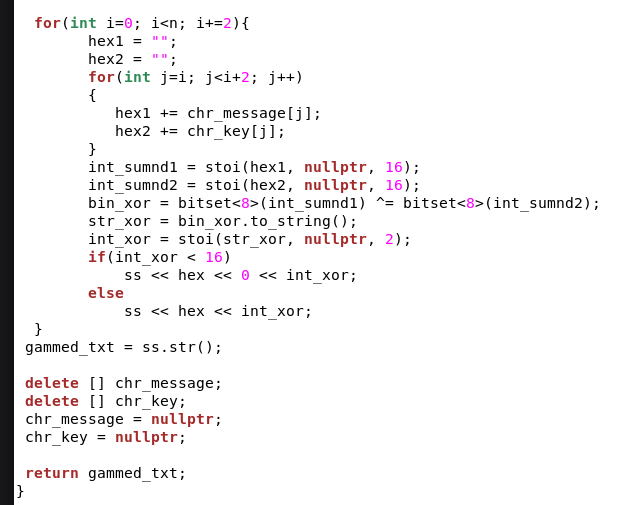 for(int i=0; i<n; i+=2){
hex1 = "";
hex2 = "";
for(int j=i; j<i+2; j++)
{
hex1 += chr_message[j];
hex2 += chr_key[j];
}
int_sumnd1 = stoi(hex1, nullptr, 16);
int_sumnd2 = stoi(hex2, nullptr, 16);
bin_xor = bitset<8>(int_sumnd1) ^= bitset<8>(int_sumnd2);
str_xor = bin_xor.to_string();
int_xor = stoi(str_xor, nullptr, 2);
if(int_xor < 16)
ss << hex << 0 << int_xor;
else
ss << hex << int_xor;
}
gammed_txt = ss.str();
delete [] chr_message;
delete [] chr_key;
chr_message = nullptr;
chr_key = nullptr;
return gammed_txt;
}